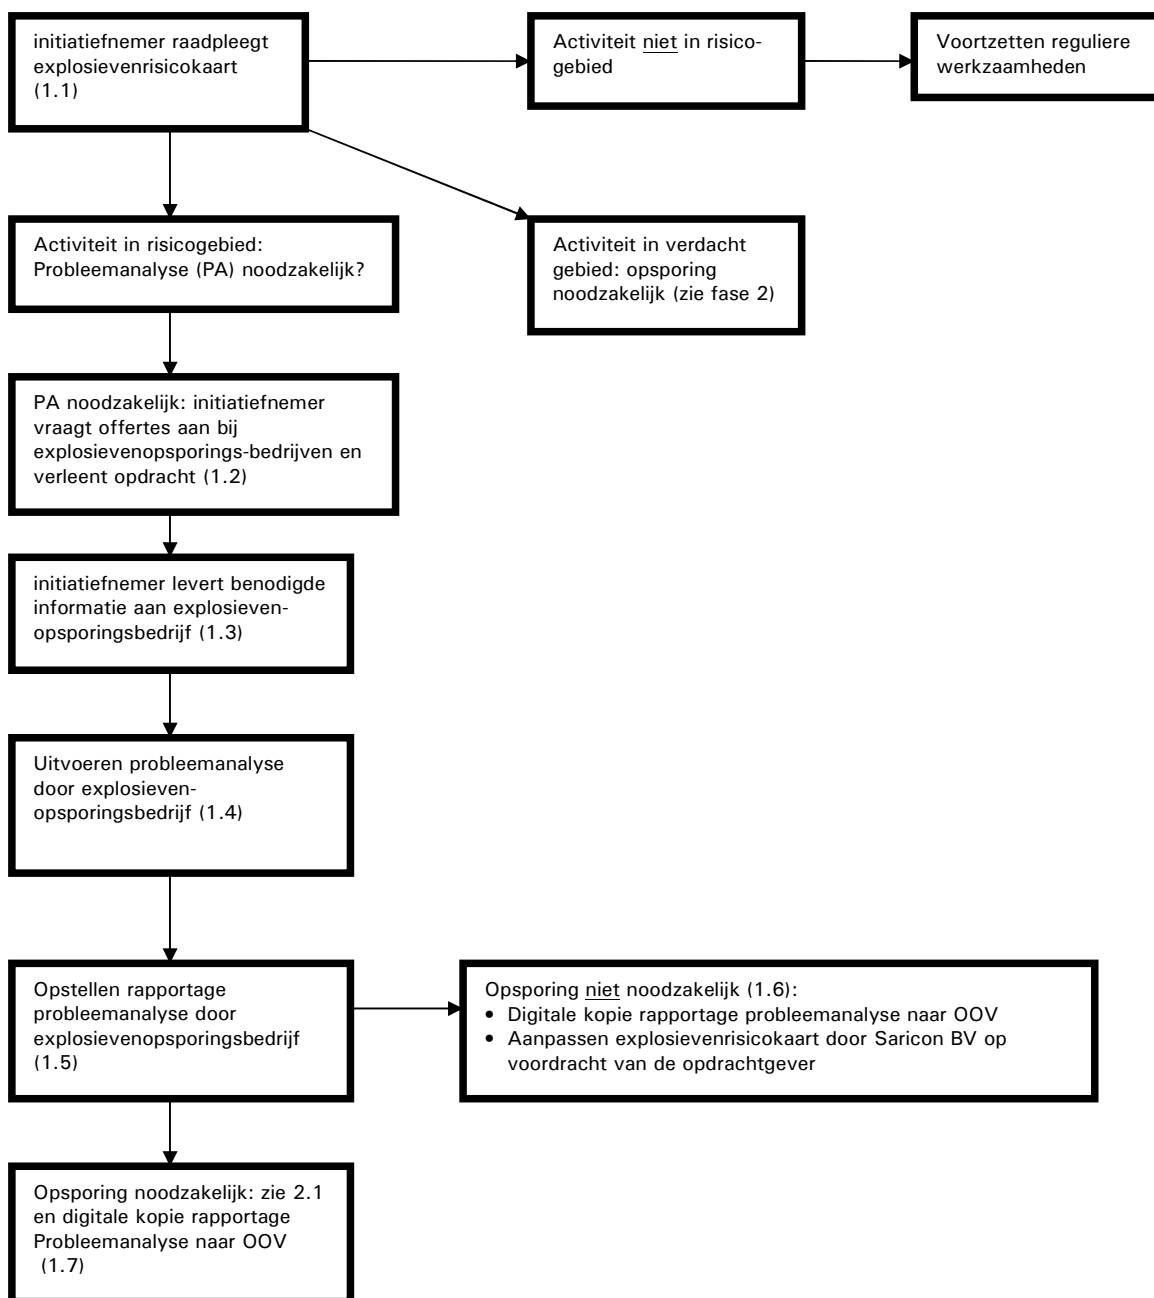 initiatiefnemer raadpleegt
explosievenrisicokaart
(1.1)
Activiteit niet in risico-
gebied
Voortzetten reguliere
werkzaamheden
Activiteit in risicogebied:
Probleemanalyse (PA) noodzakelijk?
Activiteit in verdacht
gebied: opsporing
noodzakelijk (zie fase 2)
PA noodzakelijk: initiatiefnemer
vraagt offertes aan bij
explosievenopsporings-bedrijven en
verleent opdracht (1.2)
initiatiefnemer levert benodigde
informatie aan explosieven-
opsporingsbedrijf (1.3)
Uitvoeren probleemanalyse
door explosieven-
opsporingsbedrijf (1.4)
Opstellen rapportage
probleemanalyse door
explosievenopsporingsbedrijf
(1.5)
Opsporing niet noodzakelijk (1.6):
• Digitale kopie rapportage probleemanalyse naar OOV
• Aanpassen explosievenrisicokaart door Saricon BV op
voordracht van de opdrachtgever
Opsporing noodzakelijk: zie 2.1
en digitale kopie rapportage
Probleemanalyse naar OOV
(1.7)